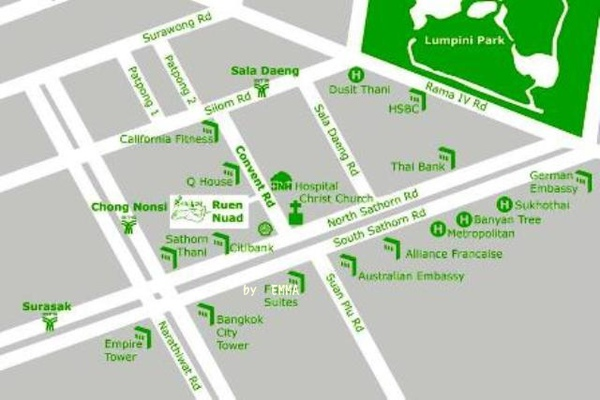 Surawong Rd
Lumpini Park
Patpong 1
Patpong 2
Sala Daeng
Dusit Thani
Rama IV Rd
HSBC
Silom Rd
Sala Daeng Rd
California Fitness
Convent Rd
Thai Bank
Q House
BNH Hospital
Christ Church
German
Embassy
Chong Nonsi
Ruen
Nuad
North Sathorn Rd
South Sathorn Rd
Sukhothai
Banyan Tree
Metropolitan
Sathorn
Thani
Citibank
Alliance Francaise
Australian Embassy
by EMMA
Suites
Suan Plu Rd
Surasak
Empire
Tower
Narathiwat Rd
Bangkok
City
Tower